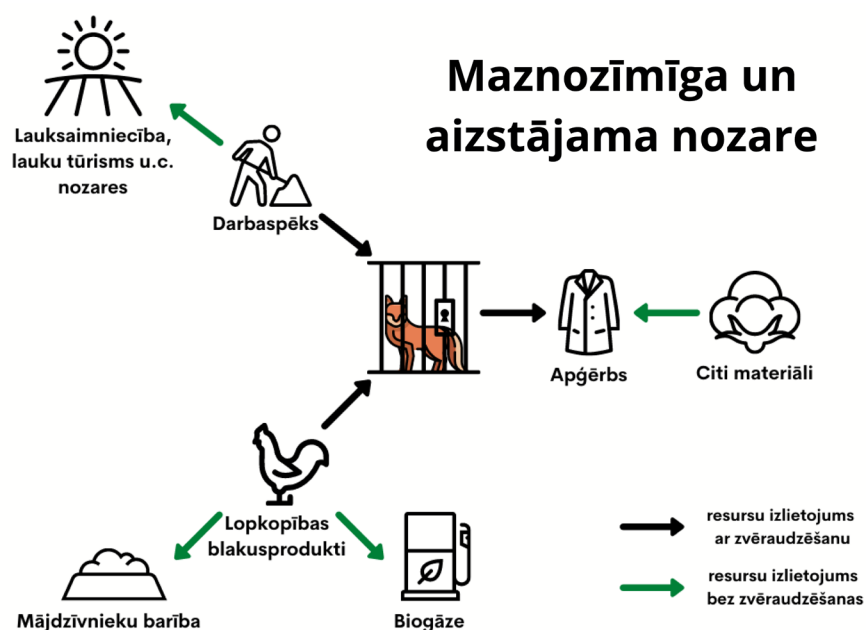 Maznozīmīga un
aizstājama nozare
Lauksaimniecība,
lauku tūrisms u.c.
nozares
Darbaspēks
Apģērbs
Citi materiāli
Lopkopības
blakusprodukti
Mājdzīvnieku barība
Biogāze
resursu izlietojums
ar zvēraudzēšanu
resursu izlietojums
bez zvēraudzēšanas